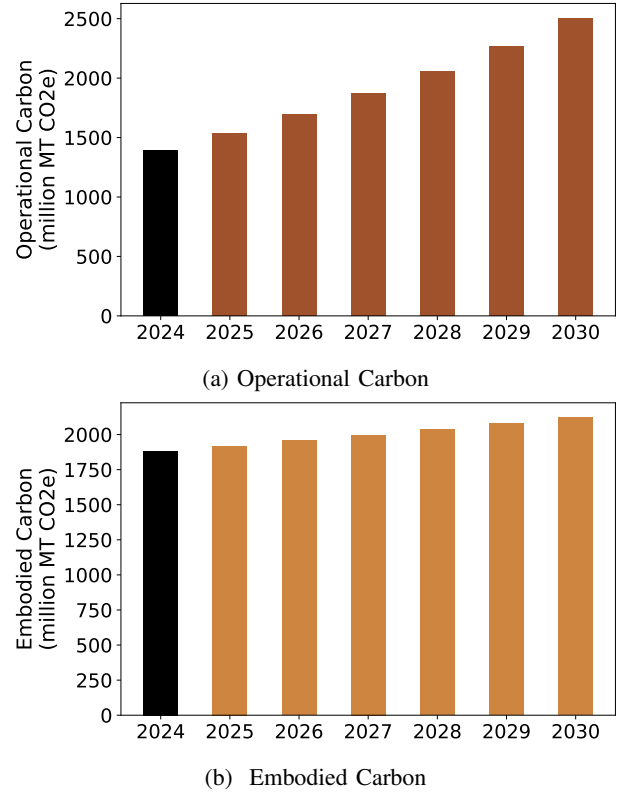 2500
2000
1500
1000
500
0
Operational Carbon
(million MT CO2e)
2024 2025 2026 2027 2028 2029 2030
(a) Operational Carbon
2000
1750
1500
1250
1000
750
500
250
0
Embodied Carbon
(million MT CO2e)
2024 2025 2026 2027 2028 2029 2030
(b) Embodied Carbon